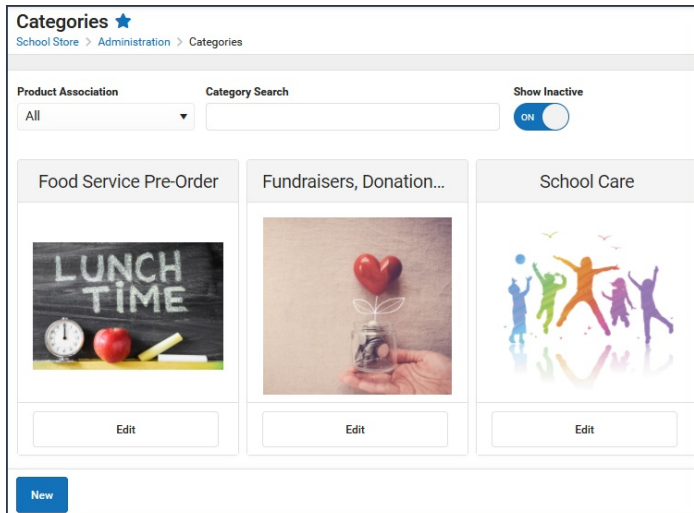 Categories
School Store > Administration > Categories
Product Association
Category Search
Show Inactive
All
ON
Food Service Pre-Order
Fundraisers, Donation...
School Care
LUNCH
TIME
Edit
Edit
Edit
New